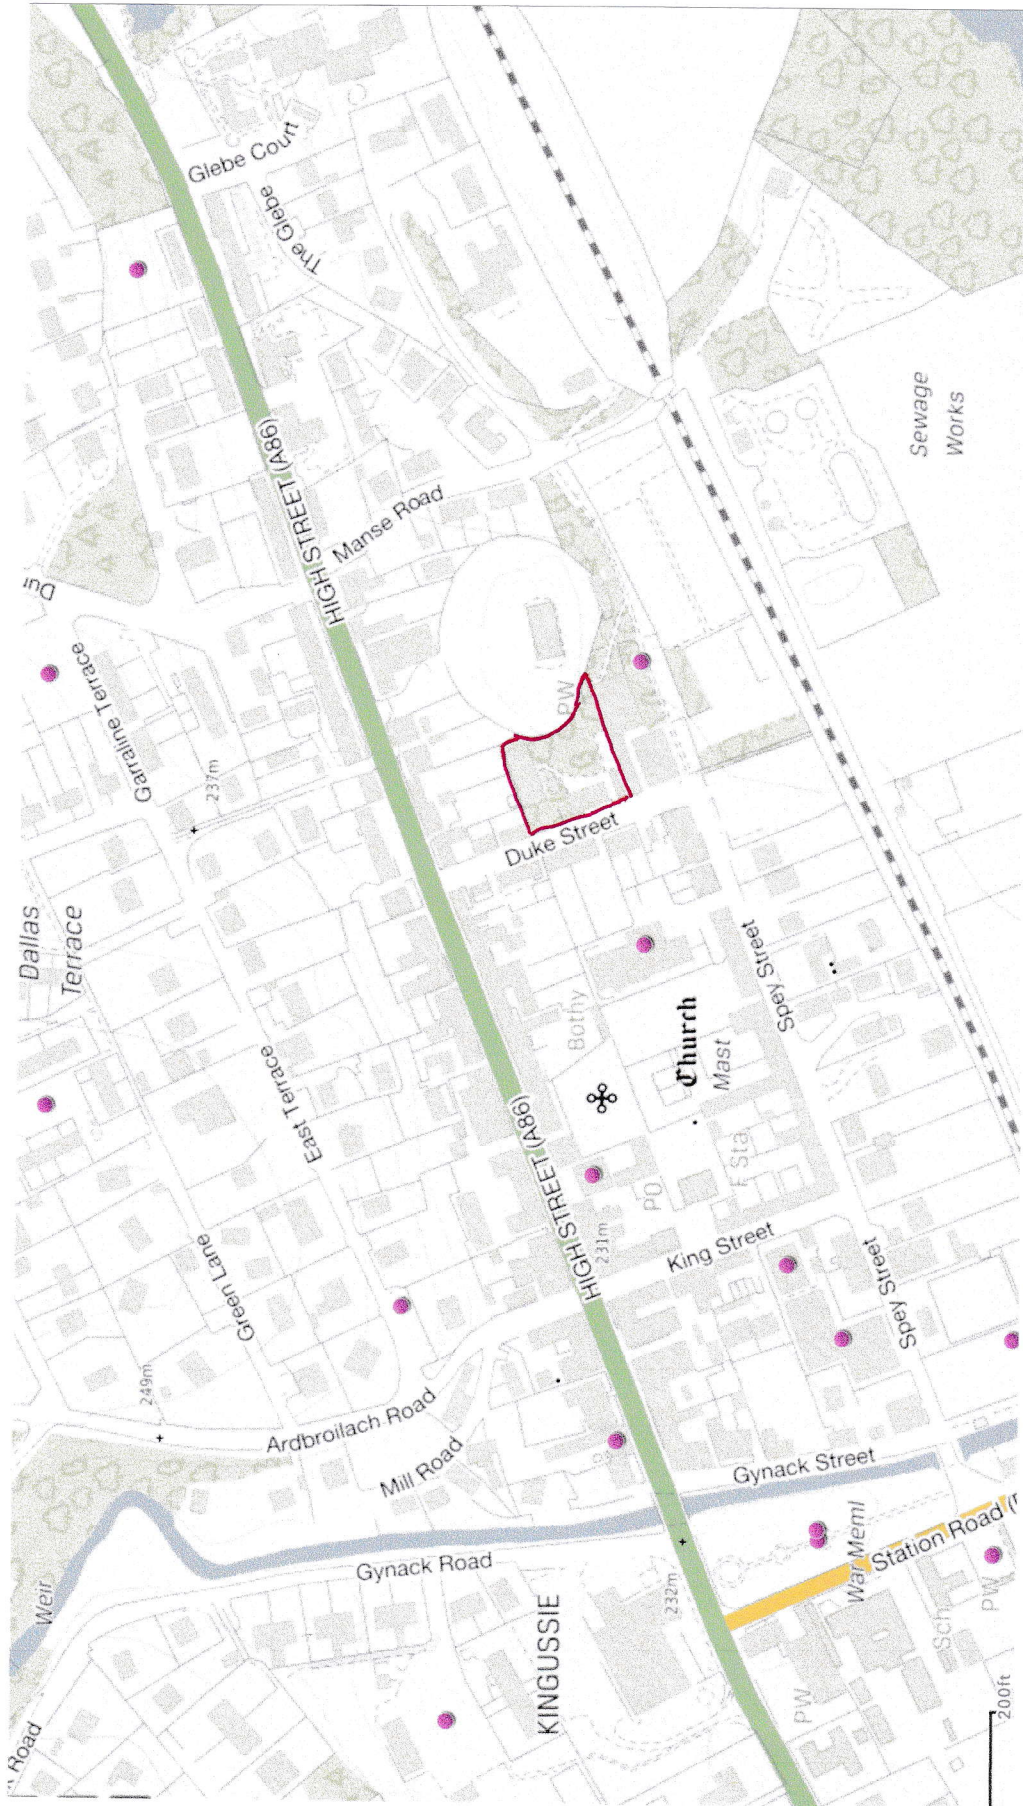 Glebe Court
The Glebe
HIGH STREET (A86)
Manse Road
Sewage
Works
Garraline Terrace
237m
PW
Duke Street
Dallas
Terrace
Bothy
Spey Street
Church
Mast
East Terrace
HIGH STREET (A86)
PO
F Sta
231m
King Street
Green Lane
Spey Street
249m
Ardbroilach Road
Mill Road
Gynack Street
Gynack Road
Weir
KINGUSSIE
232m
War Meml
Station Road
Sch
PW
PW
Road
200ft